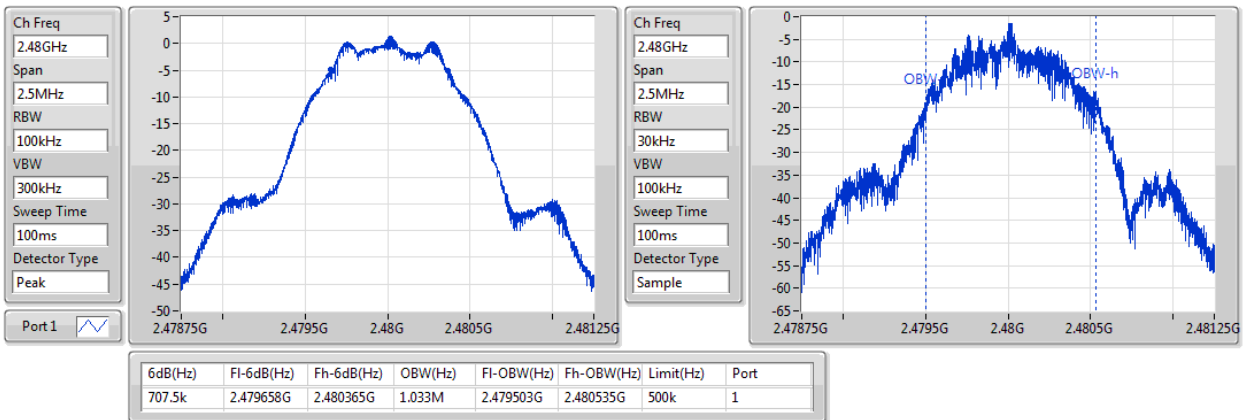 Ch Freq
2.48GHz
Span
2.5MHz
RBW
100kHz
VBW
300kHz
Sweep Time
100ms
Detector Type
Peak
Port 1
5
0
-5
-10
-15
-20
-25
-30
-35
-40
-45
-50
2.47875G 2.4795G 2.48G 2.4805G 2.48125G
Ch Freq
2.48GHz
Span
2.5MHz
RBW
30kHz
VBW
100kHz
Sweep Time
100ms
Detector Type
Sample
0
-5
-10
-15
-20
-25
-30
-35
-40
-45
-50
-55
-60
-65
OBW OBW-h
2.47875G 2.4795G 2.48G 2.4805G 2.48125G
6dB(Hz) Fl-6dB(Hz) Fh-6dB(Hz) OBW(Hz) Fl-OBW(Hz) Fh-OBW(Hz) Limit(Hz) Port
707.5k 2.479658G 2.480365G 1.033M 2.479503G 2.480535G 500k 1